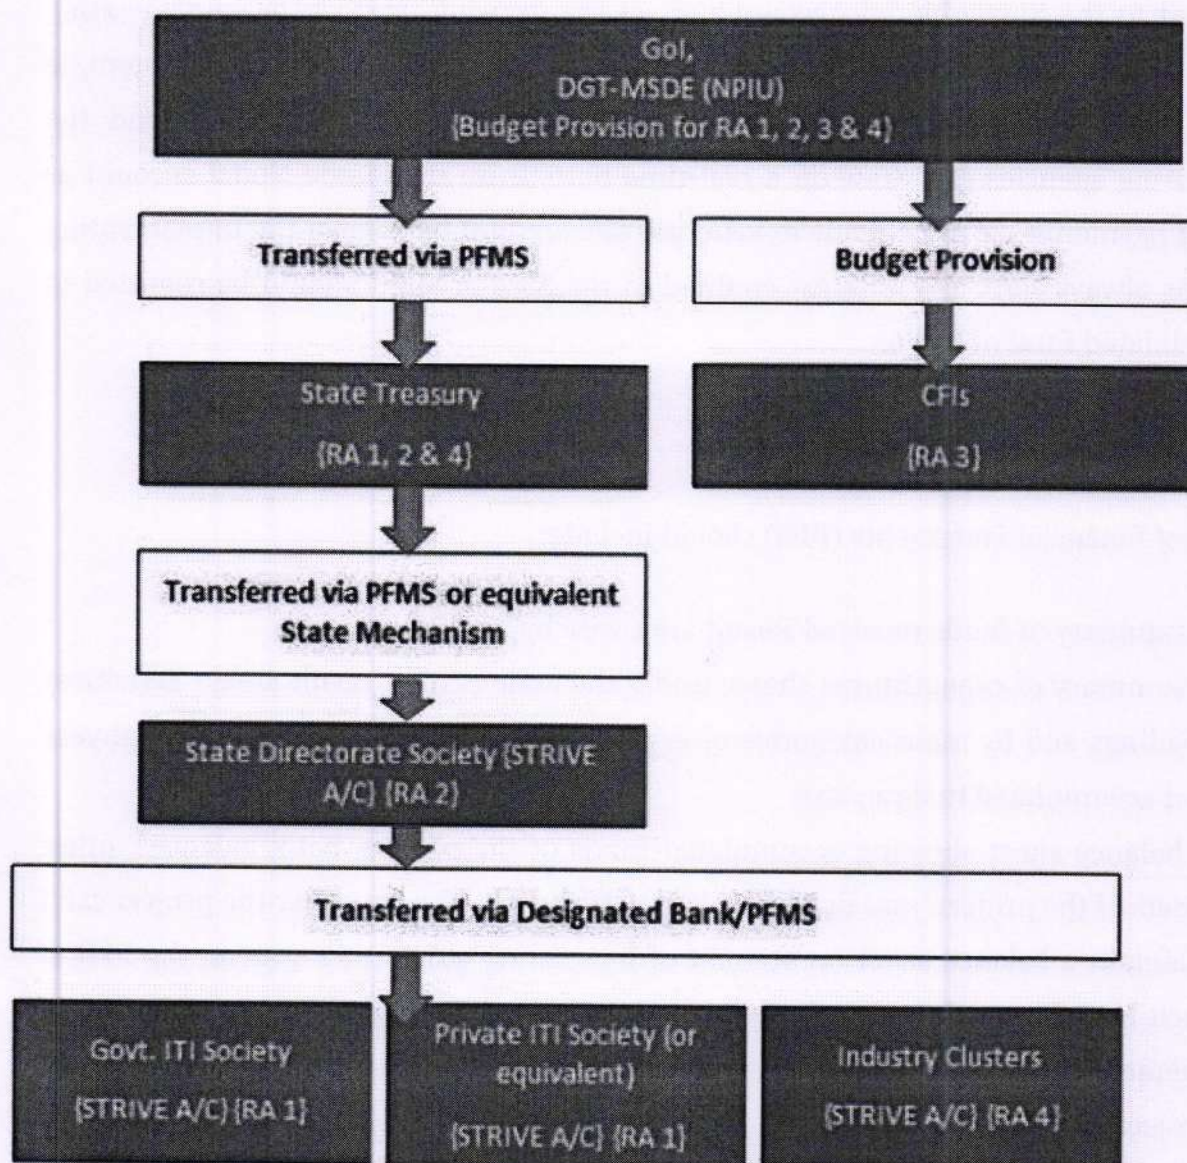 GoI,
DGT-MSDE (NPIU)
{Budget Provision for RA 1, 2, 3 & 4}
Transferred via PFMS
Budget Provision
State Treasury
{RA 1, 2 & 4}
CFIs
{RA 3}
Transferred via PFMS or equivalent
State Mechanism
State Directorate Society {STRIVE
A/C} {RA 2}
Transferred via Designated Bank/PFMS
Govt. ITI Society
{STRIVE A/C} {RA 1}
Private ITI Society (or
equivalent)
{STRIVE A/C} {RA 1}
Industry Clusters
{STRIVE A/C} {RA 4}